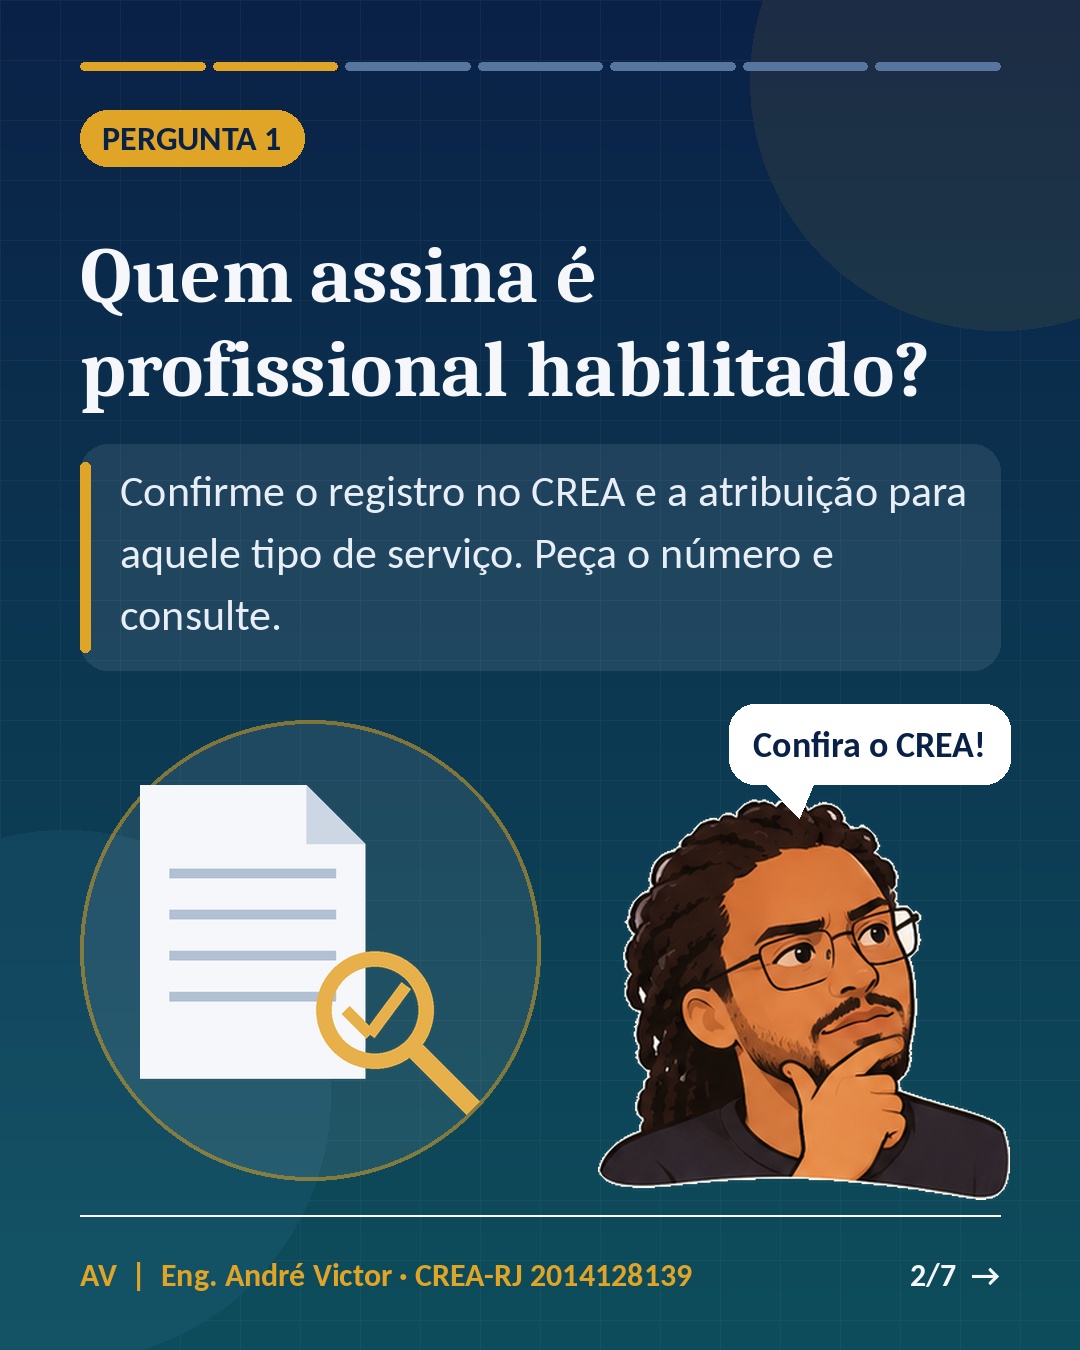 PERGUNTA 1
Quem assina é
profissional habilitado?
Confirme o registro no CREA e a atribuição para
aquele tipo de serviço. Peça o número e
consulte.
Confira o CREA!
AV | Eng. André Victor · CREA-RJ 2014128139
2/7 →